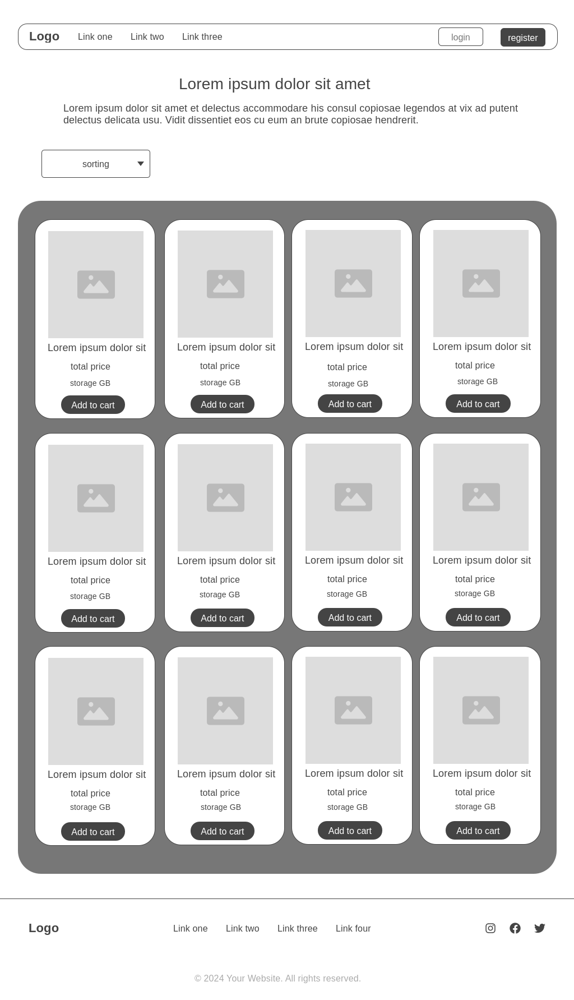 Logo
Link one
Link two
Link three
login
register
Lorem ipsum dolor sit amet
Lorem ipsum dolor sit amet et delectus accommodare his consul copiosae legendos at vix ad putent
delectus delicata usu. Vidit dissentiet eos cu eum an brute copiosae hendrerit.
sorting
Lorem ipsum dolor sit
total price
storage GB
Add to cart
Lorem ipsum dolor sit
total price
storage GB
Add to cart
Lorem ipsum dolor sit
total price
storage GB
Add to cart
Lorem ipsum dolor sit
total price
storage GB
Add to cart
Lorem ipsum dolor sit
total price
storage GB
Add to cart
Lorem ipsum dolor sit
total price
storage GB
Add to cart
Lorem ipsum dolor sit
total price
storage GB
Add to cart
Lorem ipsum dolor sit
total price
storage GB
Add to cart
Lorem ipsum dolor sit
total price
storage GB
Add to cart
Lorem ipsum dolor sit
total price
storage GB
Add to cart
Lorem ipsum dolor sit
total price
storage GB
Add to cart
Lorem ipsum dolor sit
total price
storage GB
Add to cart
Logo
Link one
Link two
Link three
Link four
© 2024 Your Website. All rights reserved.